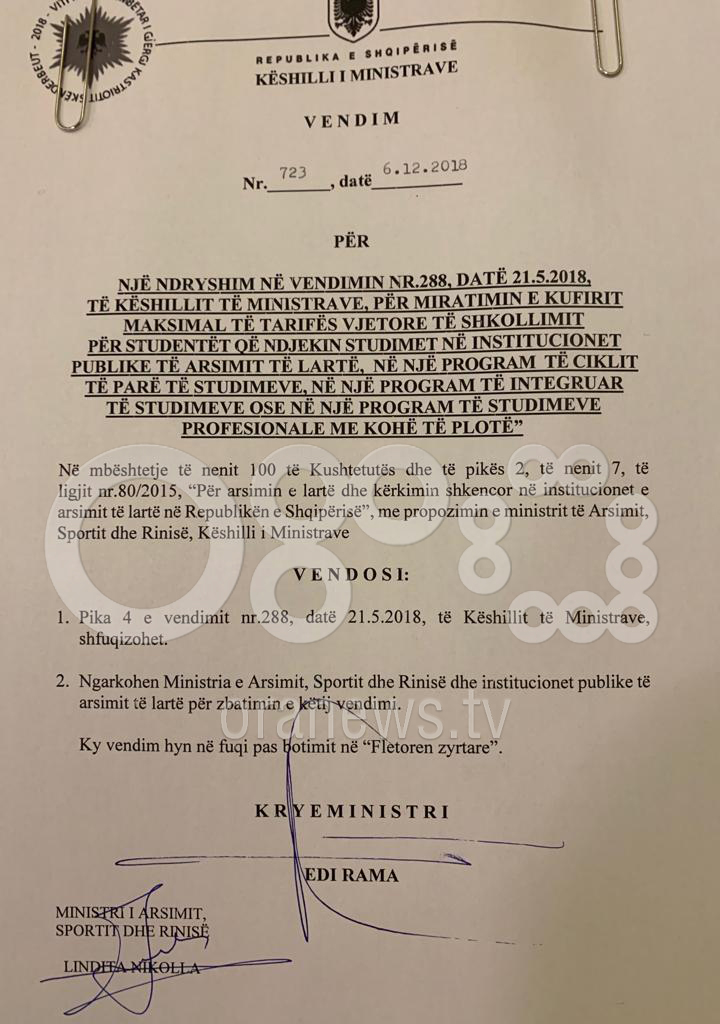 2018 - VITI
GJERGJ KASTRIOTIT SKËNDERBEUT -
REPUBLIKA E SHQIPËRISË
KËSHILLI I MINISTRAVE
VENDIM
Nr. 723, datë 6.12.2018
PËR
NJË NDRYSHIM NË VENDIMIN NR.288, DATË 21.5.2018,
TË KËSHILLIT TË MINISTRAVE, PËR MIRATIMIN E KUFIRIT
MAKSIMAL TË TARIFËS VJETORE TË SHKOLLIMIT
PËR STUDENTËT QË NDJEKIN STUDIMET NË INSTITUCIONET
PUBLIKE TË ARSIMIT TË LARTË, NË NJË PROGRAM TË CIKLIT
TË PARË TË STUDIMEVE, NË NJË PROGRAM TË INTEGRUAR
TË STUDIMEVE OSE NË NJË PROGRAM TË STUDIMEVE
PROFESIONALE ME KOHË TË PLOTË”
Në mbështetje të nenit 100 të Kushtetutës dhe të pikës 2, të nenit 7, të
ligjit nr.80/2015, “Për arsimin e lartë dhe kërkimin shkencor në institucionet e
arsimit të lartë në Republikën e Shqipërisë”, me propozimin e ministrit të Arsimit,
Sportit dhe Rinisë, Këshilli i Ministrave
VENDOSI:
1. Pika 4 e vendimit nr.288, datë 21.5.2018, të Këshillit të Ministrave,
shfuqizohet.
2. Ngarkohen Ministria e Arsimit, Sportit dhe Rinisë dhe institucionet publike të
arsimit të lartë për zbatimin e këtij vendimi.
oranews.tv
Ky vendim hyn në fuqi pas botimit në “Fletoren zyrtare”.
KRYEMINISTRI
EDI RAMA
MINISTRI I ARSIMIT,
SPORTIT DHE RINISË
LINDITA NIKOLLA